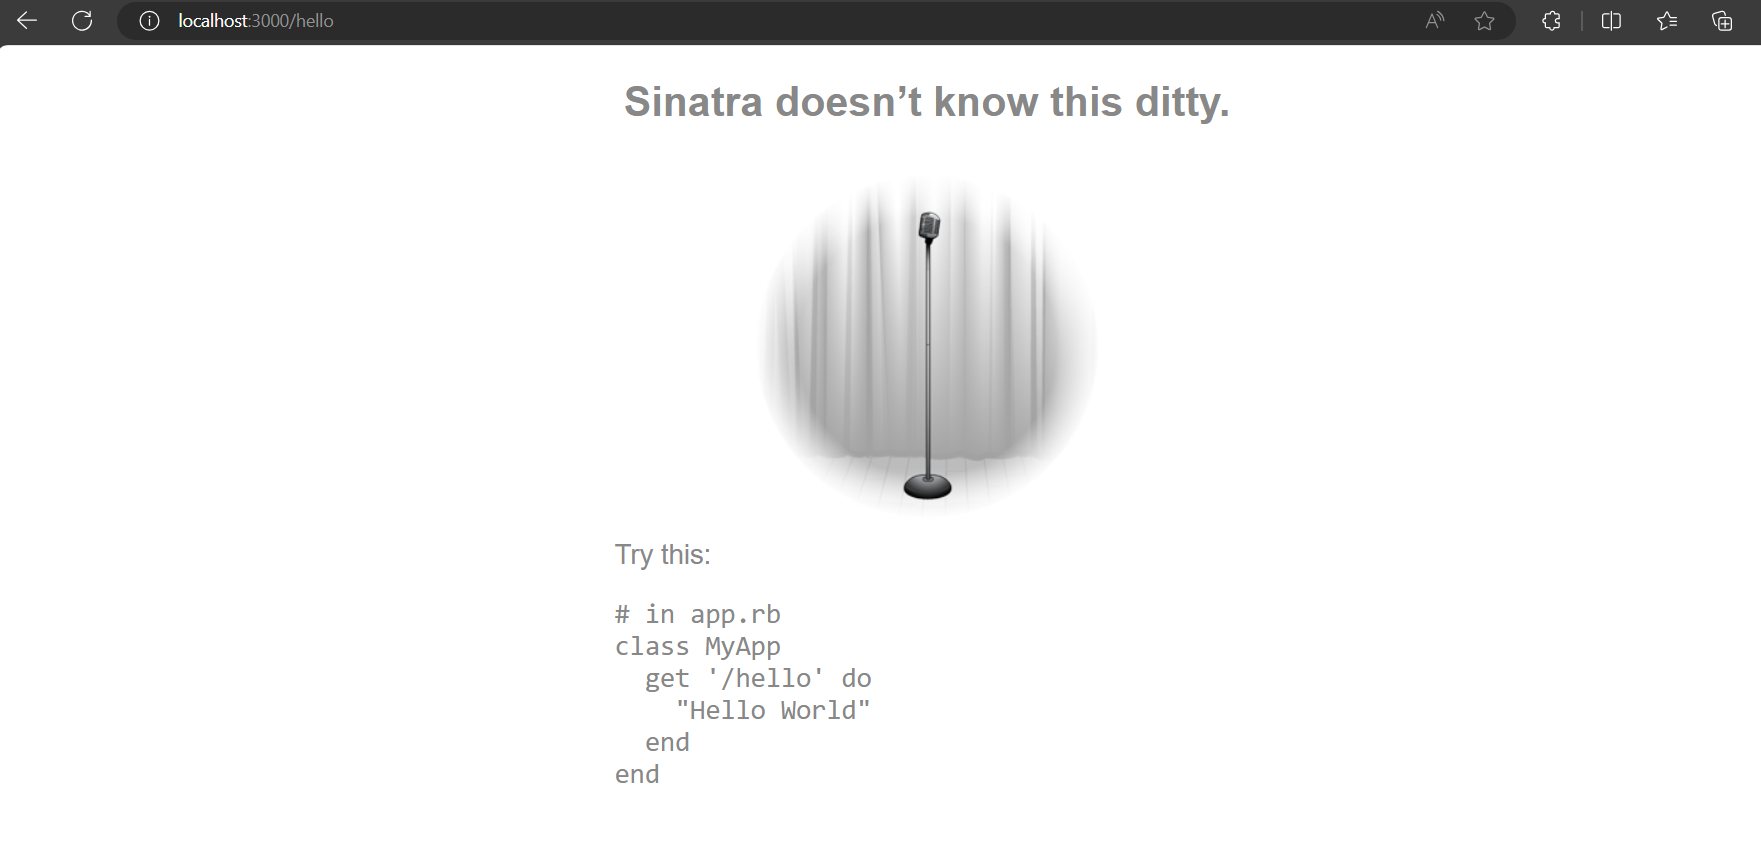 localhost:3000/hello
Sinatra doesn’t know this ditty.
Try this:
# in app.rb
class MyApp
  get '/hello' do
    "Hello World"
  end
end